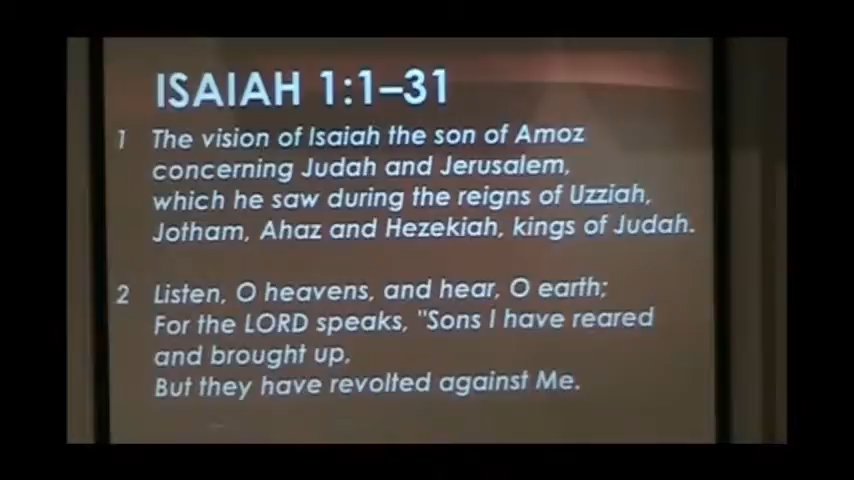 ISAIAH 1:1–31
1 The vision of Isaiah the son of Amoz
concerning Judah and Jerusalem,
which he saw during the reigns of Uzziah,
Jotham, Ahaz and Hezekiah, kings of Judah.
2 Listen, O heavens, and hear, O earth;
For the LORD speaks, "Sons I have reared
and brought up,
But they have revolted against Me.